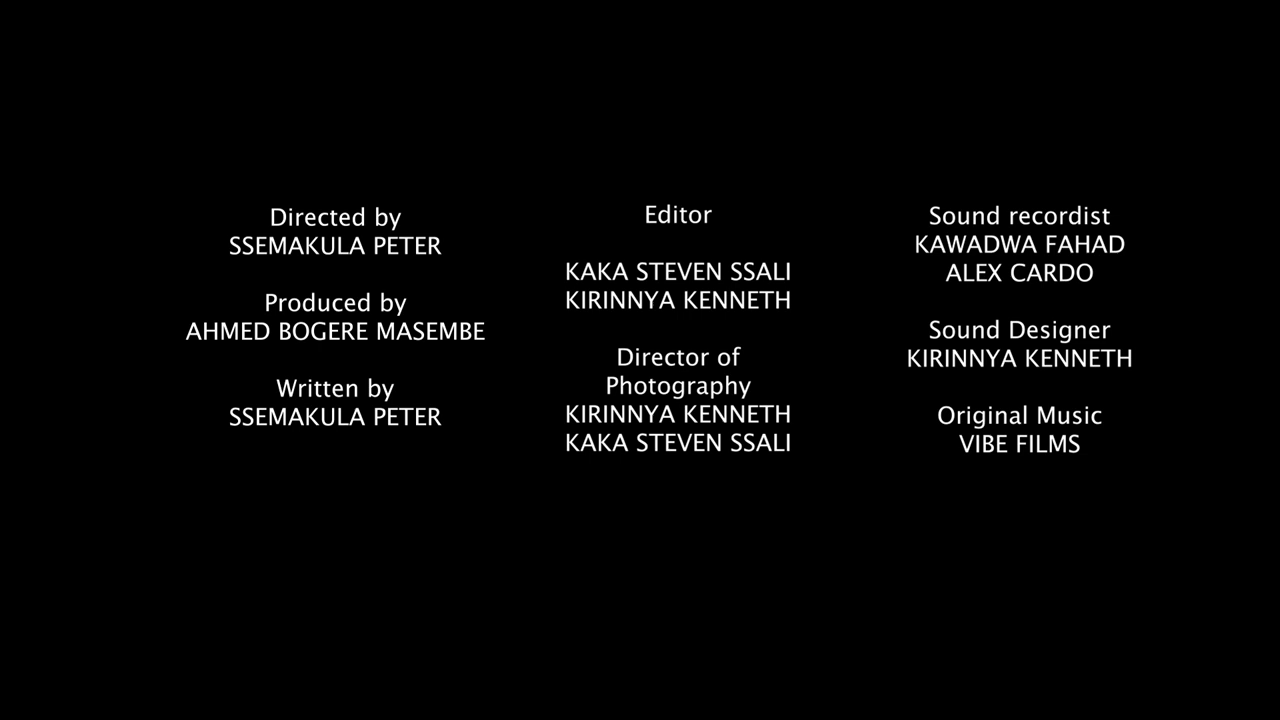 Directed by
SSEMAKULA PETER
Produced by
AHMED BOGERE MASEMBE
Written by
SSEMAKULA PETER
Editor
KAKA STEVEN SSALI
KIRINNYA KENNETH
Director of
Photography
KIRINNYA KENNETH
KAKA STEVEN SSALI
Sound recordist
KAWADWA FAHAD
ALEX CARDO
Sound Designer
KIRINNYA KENNETH
Original Music
VIBE FILMS